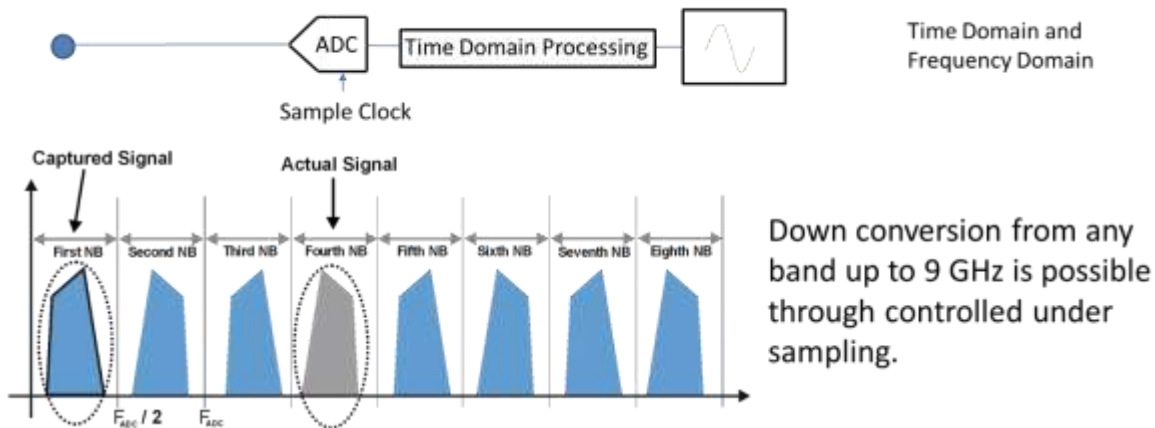 ADC
Time Domain Processing
Time Domain and
Frequency Domain
Sample Clock
Captured Signal
Actual Signal
First NB
Second NB
Third NB
Fourth NB
Fifth NB
Sixth NB
Seventh NB
Eighth NB
F_ADC / 2
F_ADC
Down conversion from any
band up to 9 GHz is possible
through controlled under
sampling.